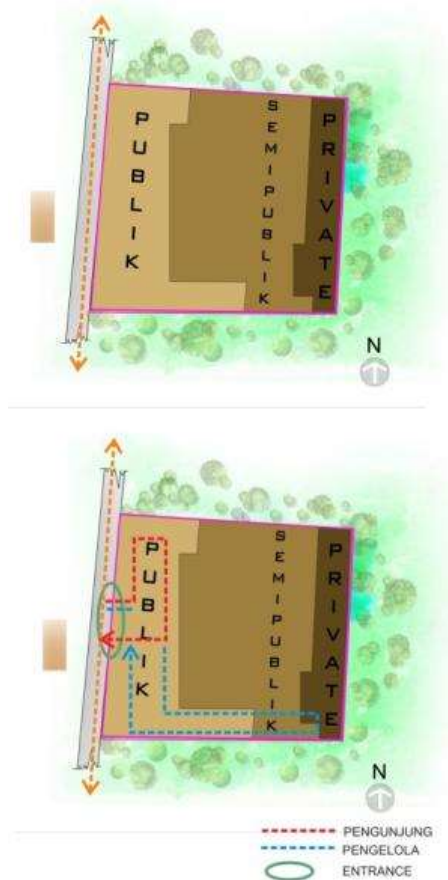 PUBLIK
SEMIPUBLIK
PRIVATE
N
PUBLIK
SEMIPUBLIK
PRIVATE
N
PENGUNJUNG
PENGELOLA
ENTRANCE